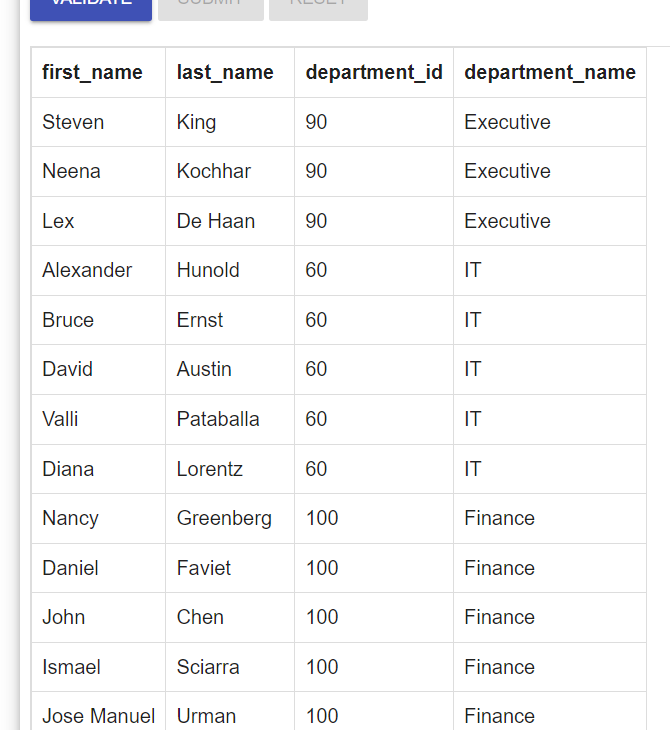 VALIDATE SUBMIT RESET
first_name last_name department_id department_name
Steven King 90 Executive
Neena Kochhar 90 Executive
Lex De Haan 90 Executive
Alexander Hunold 60 IT
Bruce Ernst 60 IT
David Austin 60 IT
Valli Pataballa 60 IT
Diana Lorentz 60 IT
Nancy Greenberg 100 Finance
Daniel Faviet 100 Finance
John Chen 100 Finance
Ismael Sciarra 100 Finance
Jose Manuel Urman 100 Finance